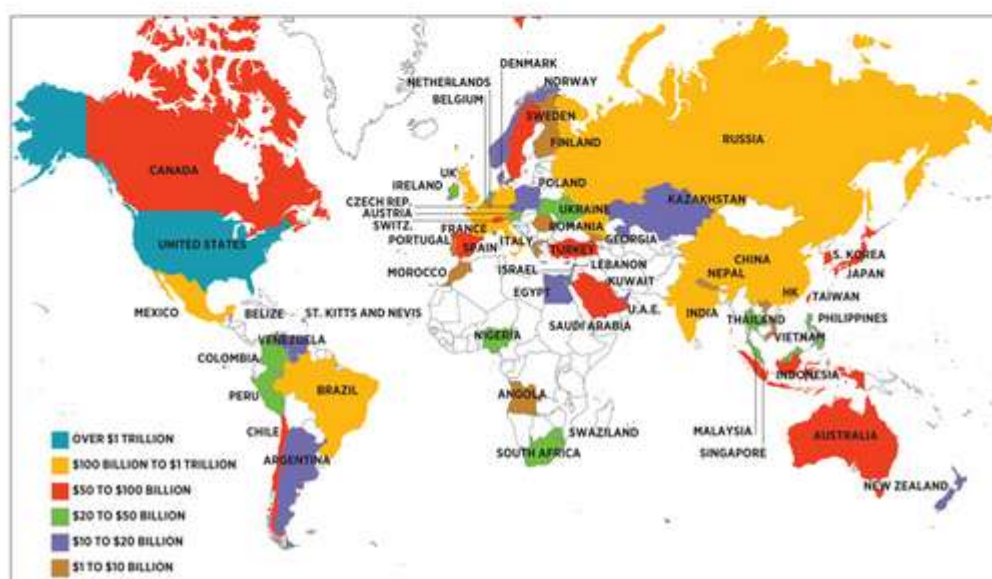 DENMARK
NETHERLANDS
NORWAY
BELGIUM
SWEDEN
RUSSIA
FINLAND
CANADA
UK
IRELAND
POLAND
CZECH REP.
KAZAKHSTAN
AUSTRIA
UKRAINE
SWITZ.
FRANCE
ROMANIA
UNITED STATES
PORTUGAL
SPAIN
ITALY
GEORGIA
TURKEY
CHINA
S. KOREA
MOROCCO
ISRAEL
LEBANON
NEPAL
JAPAN
EGYPT
KUWAIT
HK
TAIWAN
MEXICO
BELIZE
ST. KITTS AND NEVIS
U.A.E.
INDIA
SAUDI ARABIA
THAILAND
PHILIPPINES
VENEZUELA
NIGERIA
VIETNAM
COLOMBIA
INDONESIA
PERU
BRAZIL
ANGOLA
CHILE
SWAZILAND
MALAYSIA
AUSTRALIA
SINGAPORE
SOUTH AFRICA
ARGENTINA
NEW ZEALAND
OVER $1 TRILLION
$100 BILLION TO $1 TRILLION
$50 TO $100 BILLION
$20 TO $50 BILLION
$10 TO $20 BILLION
$1 TO $10 BILLION